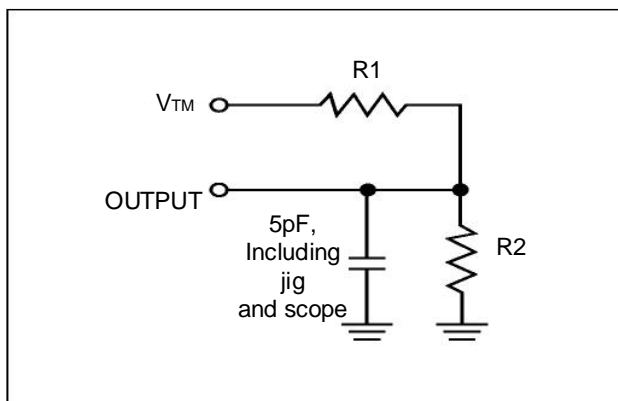 R1
VTM
OUTPUT
5pF,
Including
jig
and scope
R2